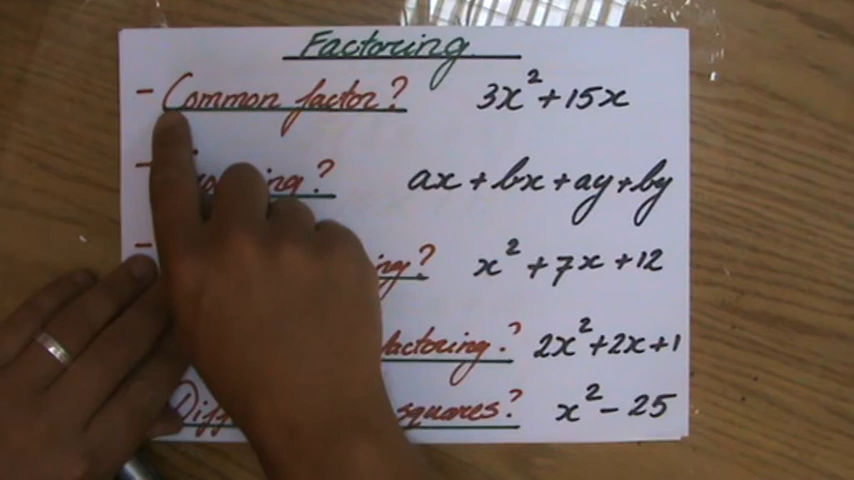 Factoring
- Common factor? 3x² + 15x
- ing? ax + bx + ay + by
- ing? x² + 7x + 12
factoring? 2x² + 2x + 1
Diff squares? x² - 25